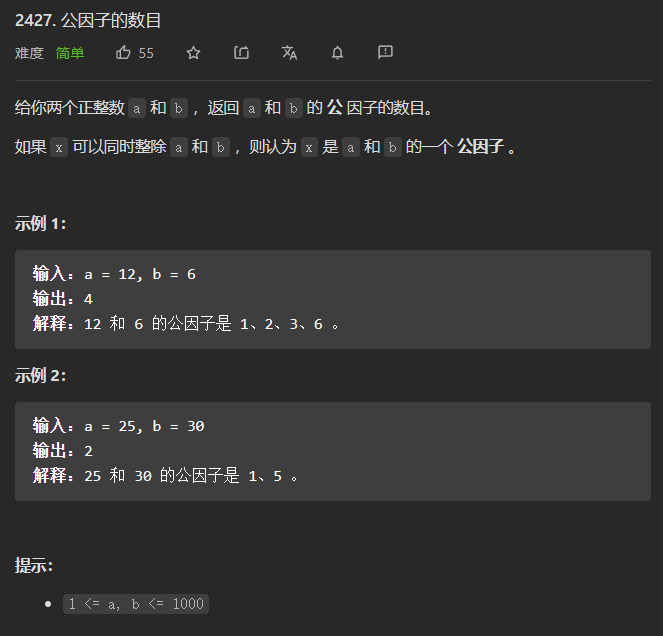 2427. 公因子的数目
难度 简单 55
给你两个正整数 a 和 b ，返回 a 和 b 的 公 因子的数目。
如果 x 可以同时整除 a 和 b ，则认为 x 是 a 和 b 的一个 公因子 。
示例 1：
输入：a = 12, b = 6
输出：4
解释：12 和 6 的公因子是 1、2、3、6 。
示例 2：
输入：a = 25, b = 30
输出：2
解释：25 和 30 的公因子是 1、5 。
提示：
1 <= a, b <= 1000